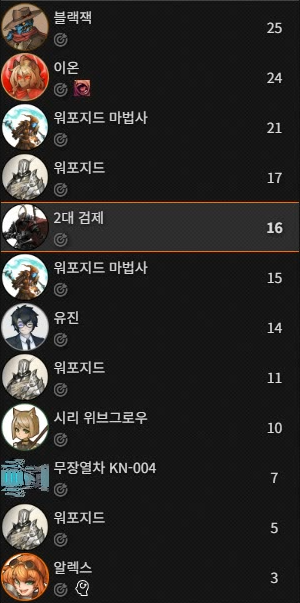 블랙잭
25
이온
24
워포지드 마법사
21
워포지드
17
2대 검제
16
워포지드 마법사
15
유진
14
워포지드
11
시리 위브그로우
10
무장열차 KN-004
7
워포지드
5
알렉스
3